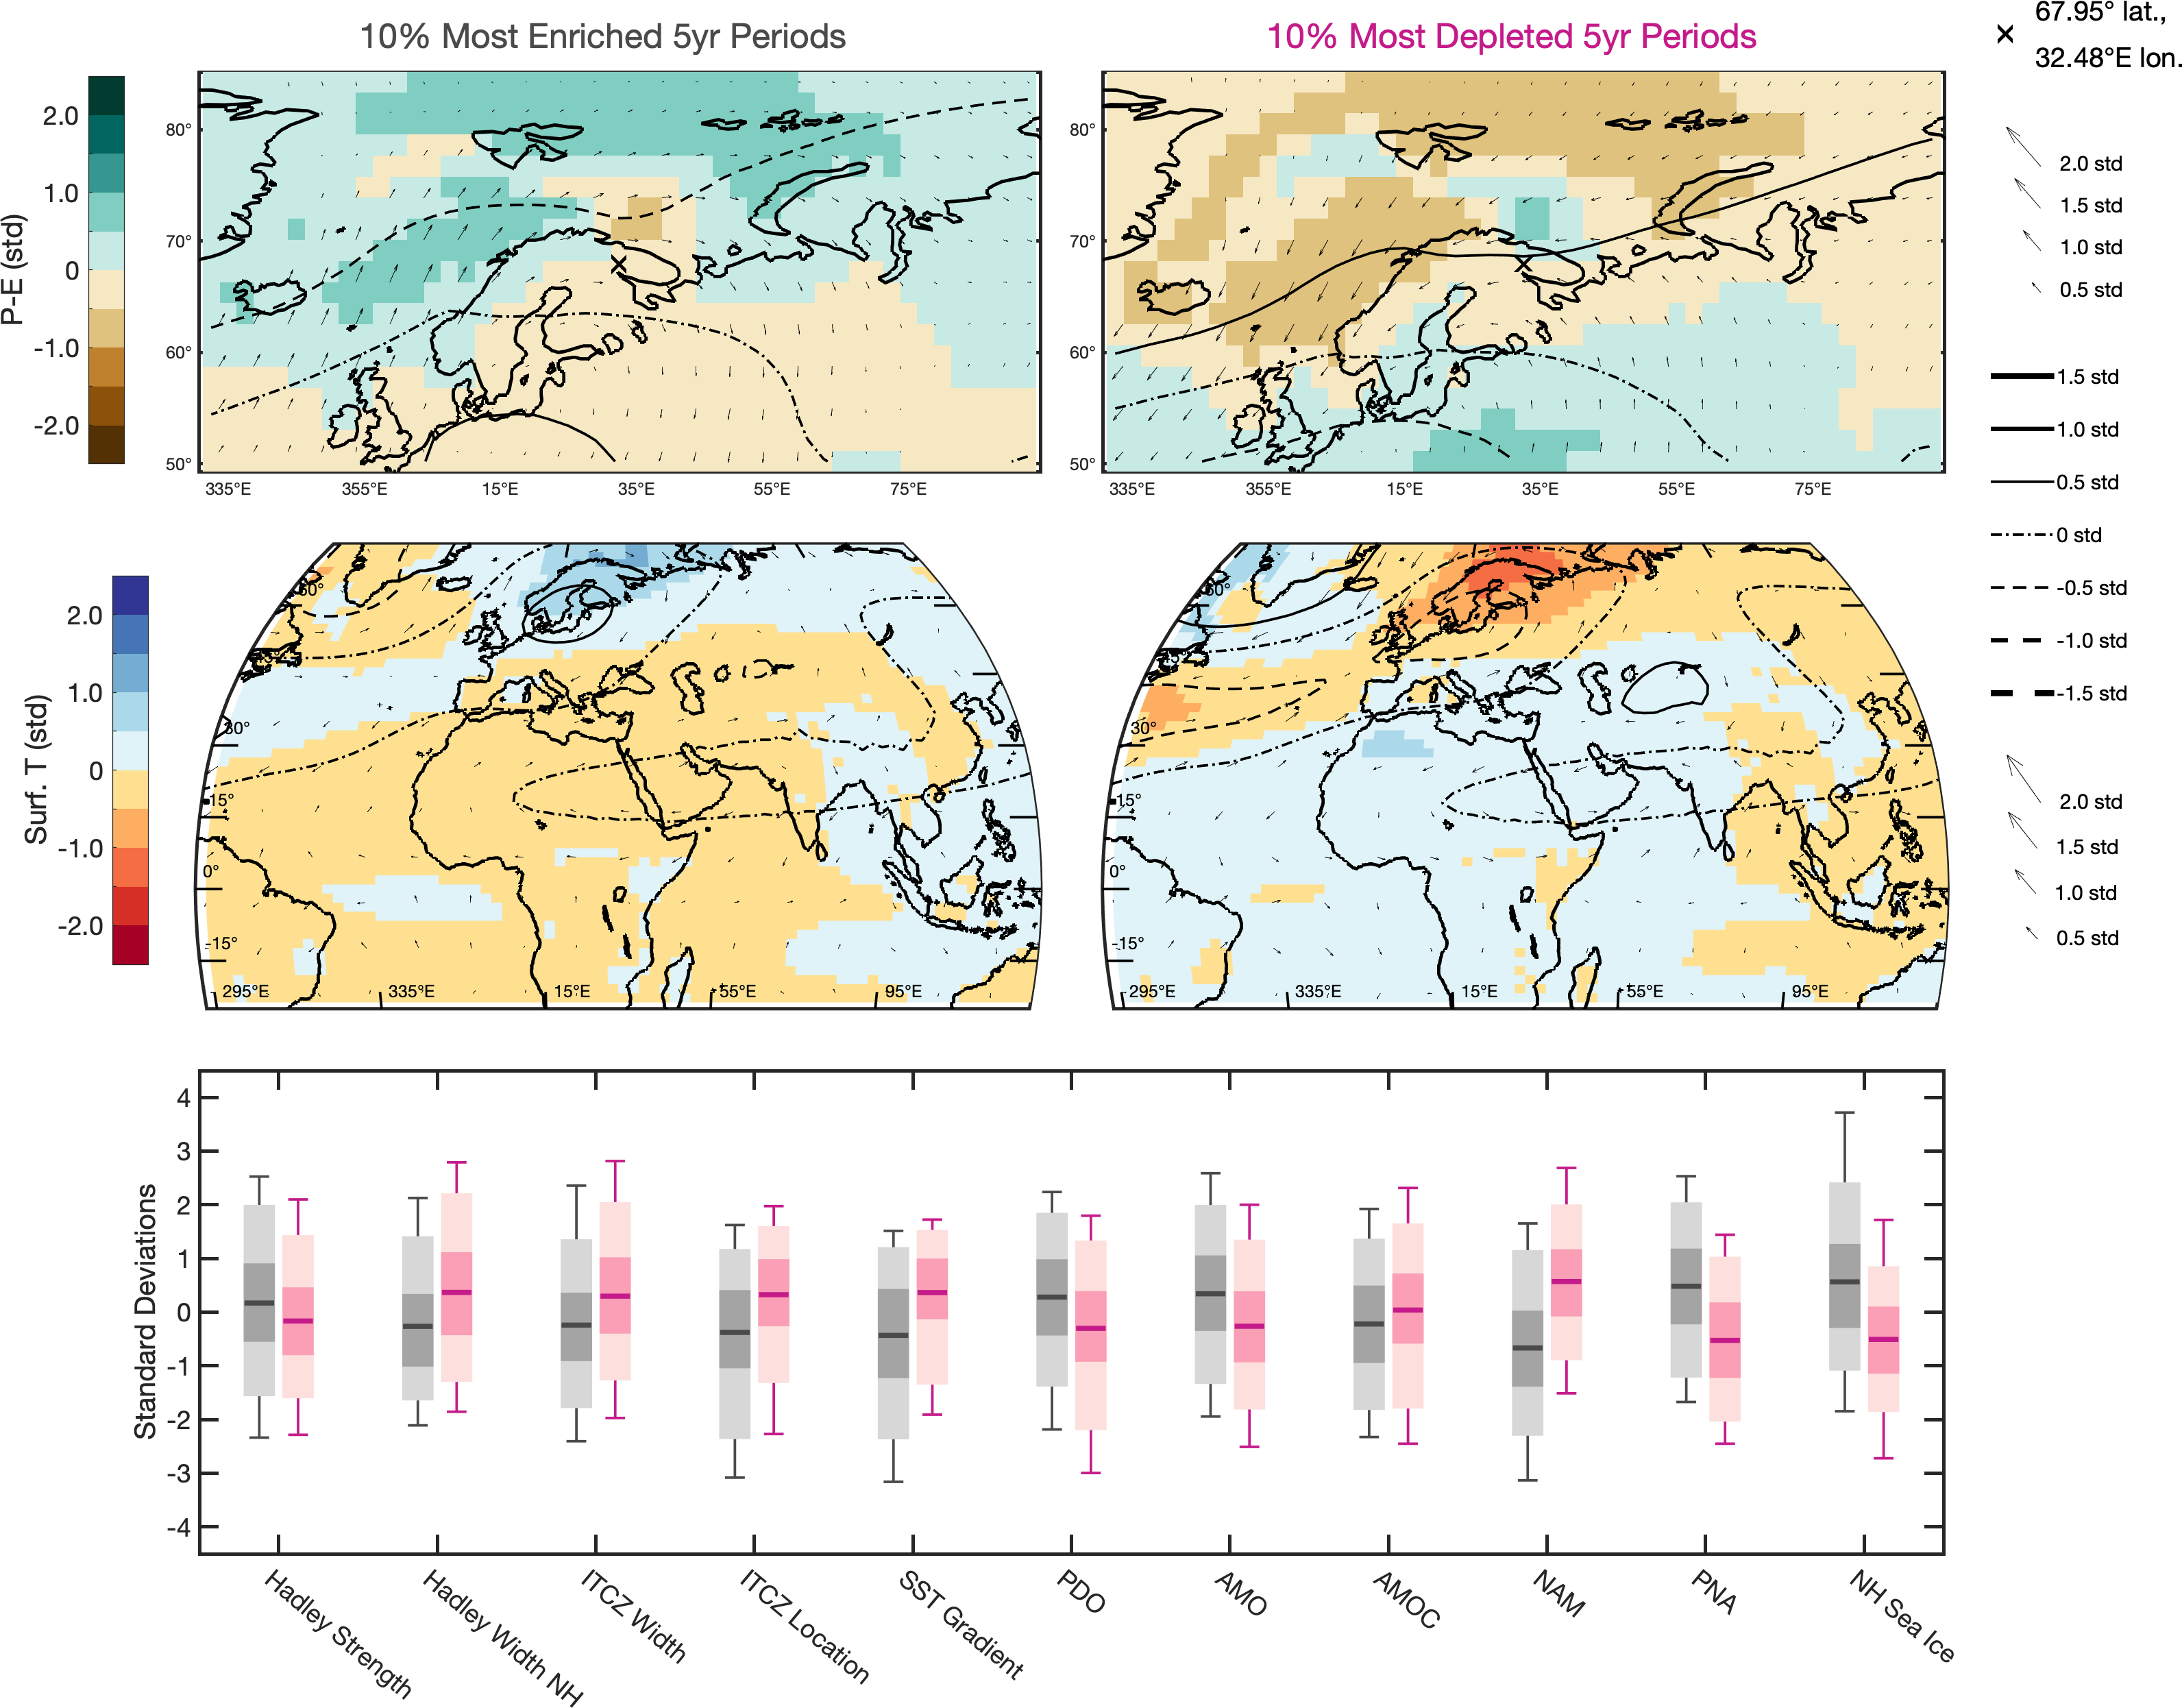 10% Most Enriched 5yr Periods
10% Most Depleted 5yr Periods
67.95° lat.,
32.48°E lon.
P-E (std)
2.0
1.0
0
-1.0
-2.0
80°
70°
60°
50°
335°E 355°E 15°E 35°E 55°E 75°E
80°
70°
60°
50°
335°E 355°E 15°E 35°E 55°E 75°E
2.0 std
1.5 std
1.0 std
0.5 std
1.5 std
1.0 std
0.5 std
0 std
-0.5 std
-1.0 std
-1.5 std
2.0 std
1.5 std
1.0 std
0.5 std
Surf. T (std)
2.0
1.0
0
-1.0
-2.0
30°
15°
0°
-15°
295°E 335°E 15°E 55°E 95°E
30°
15°
0°
-15°
295°E 335°E 15°E 55°E 95°E
Standard Deviations
4
3
2
1
0
-1
-2
-3
-4
Hadley Strength
Hadley Width NH
ITCZ Width
ITCZ Location
SST Gradient
PDO
AMO
AMOC
NAM
PNA
NH Sea Ice